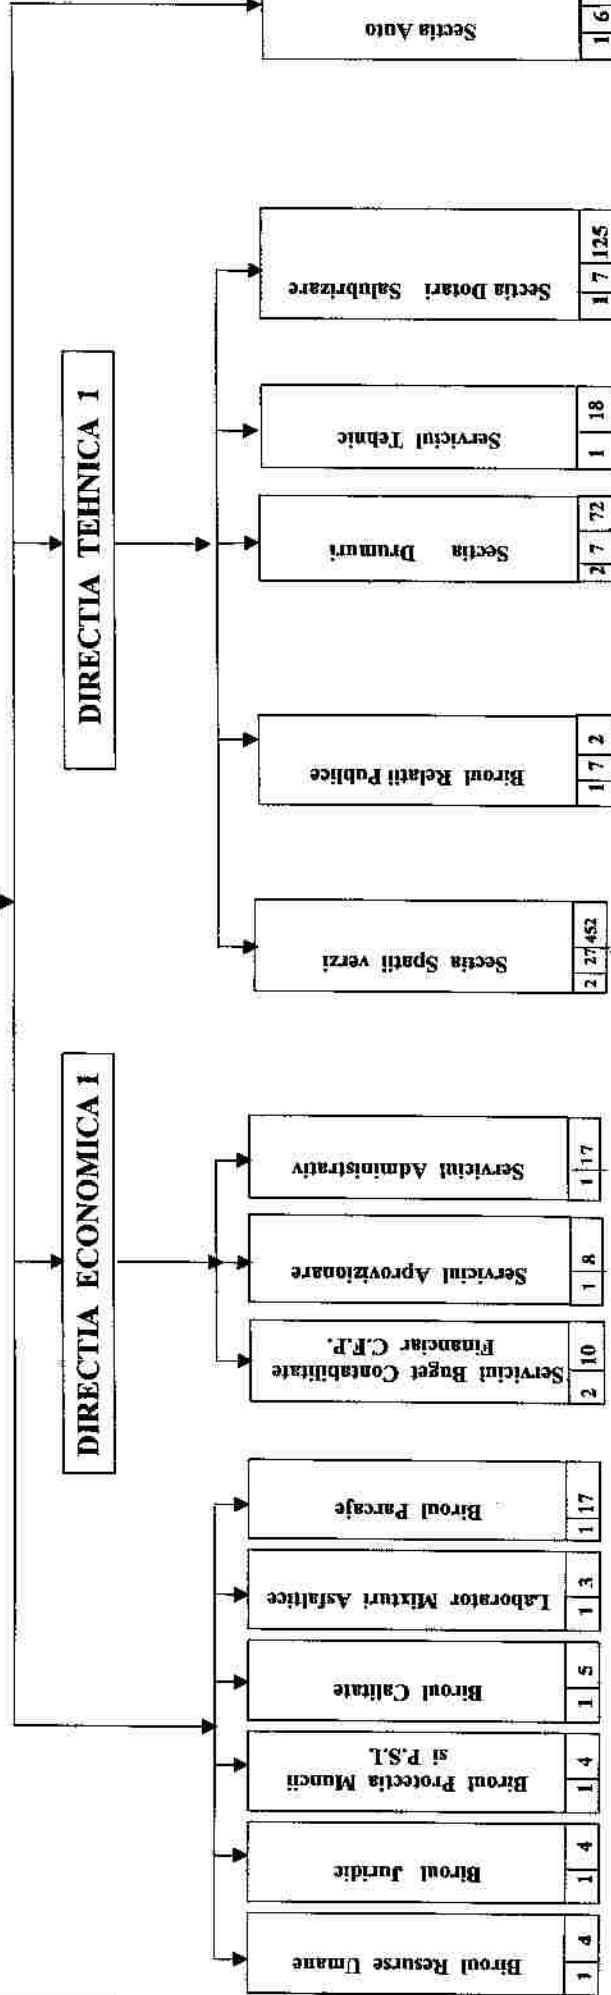 DIRECTIA ECONOMICA 1
DIRECTIA TEHNICA 1
Biroul Resurse Umane
1 4
Biroul Juridic
1 4
Biroul Protectia Muncii
si P.S.I.
1 4
Biroul Calitate
1 5
Laborator Mixturi Asfaltice
1 3
Biroul Parcaje
1 17
Serviciul Buget Contabilitate
Financiar C.F.P.
2 10
Serviciul Aprovizionare
1 8
Serviciul Administrativ
1 17
Sectia Spatii verzi
2 27 452
Biroul Relatii Publice
1 7 2
Sectia Drumuri
2 7 72
Serviciul Tehnic
1 18
Sectia Dotari Salubrizare
1 7 125
Sectia Auto
1 6